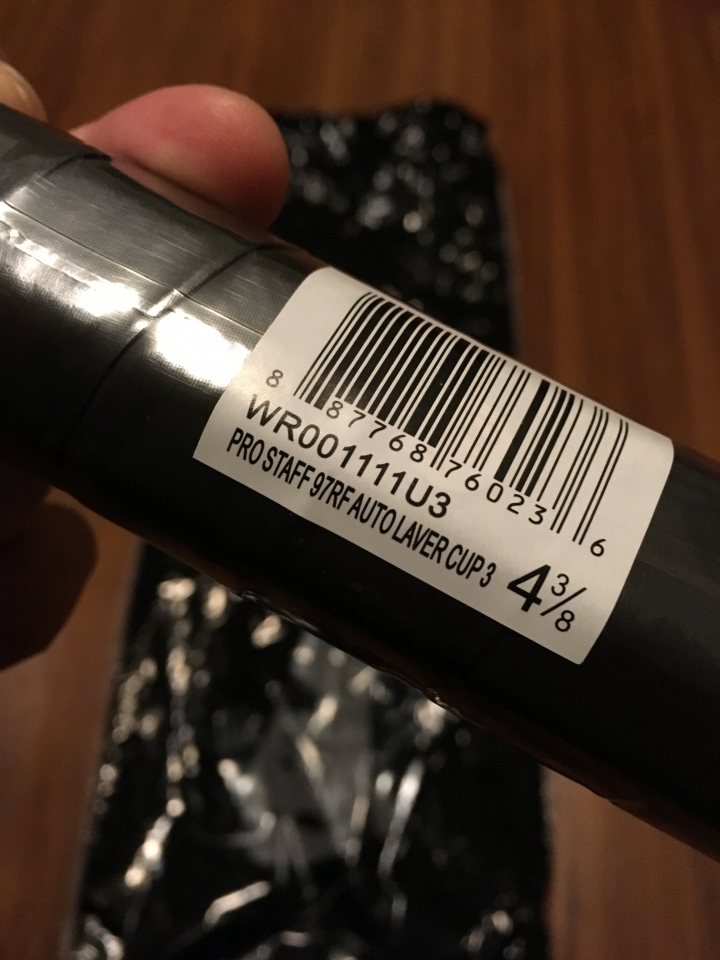 8 87768 76023 6
WR001111U3
PRO STAFF 97RF AUTO LAVER CUP 3
4 3/8